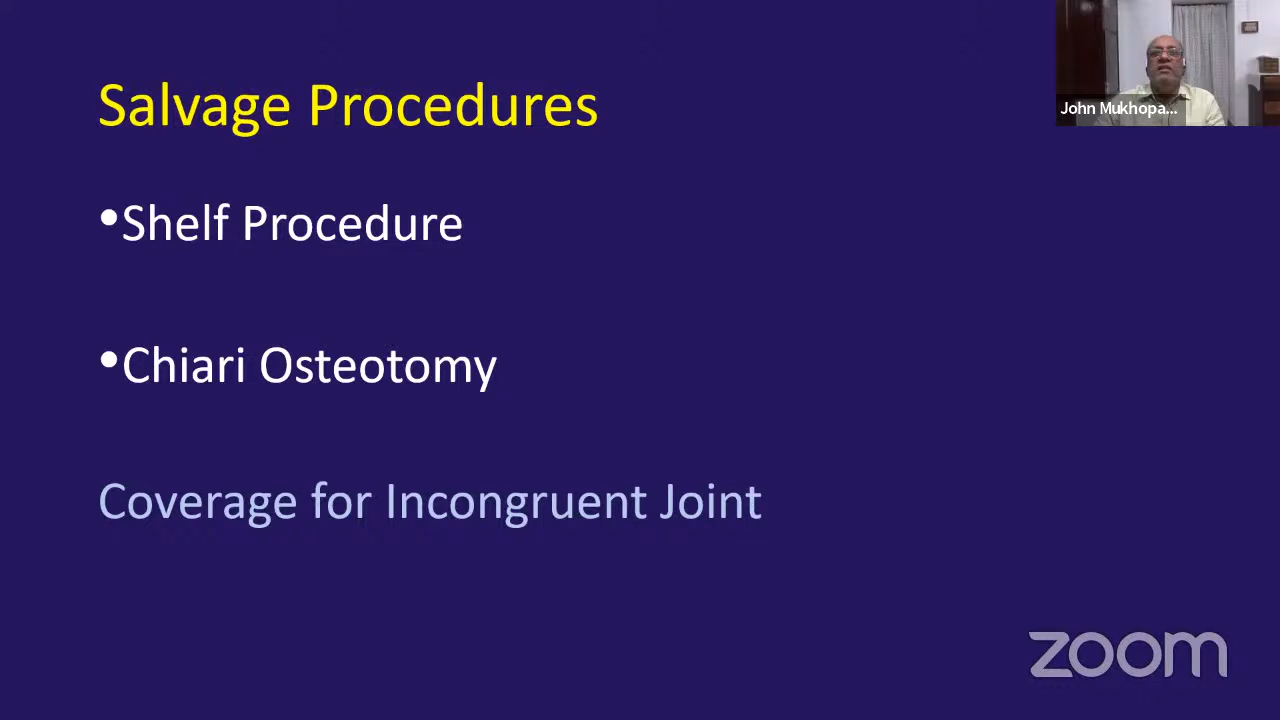 Salvage Procedures
John Mukhopa...
•Shelf Procedure
•Chiari Osteotomy
Coverage for Incongruent Joint
zoom